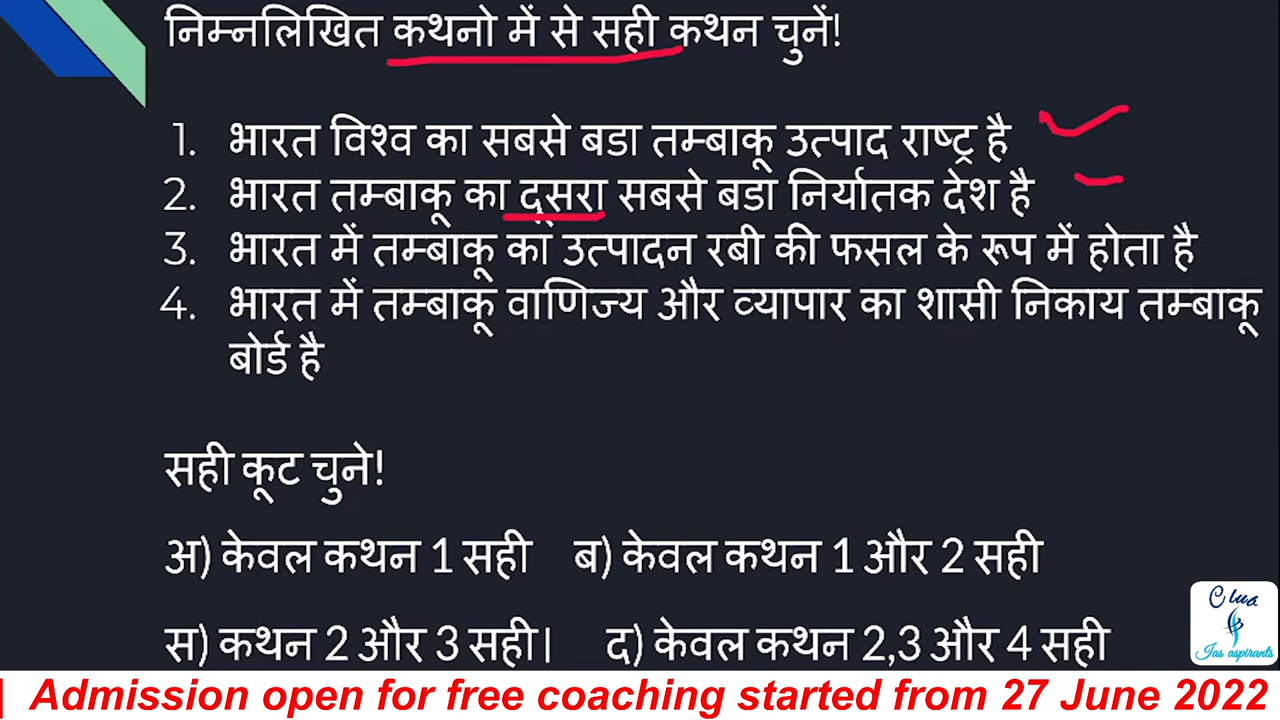 निम्नलिखित कथनो में से सही कथन चुनें!
1. भारत विश्व का सबसे बडा तम्बाकू उत्पाद राष्ट्र है
2. भारत तम्बाकू का दूसरा सबसे बडा निर्यातक देश है
3. भारत में तम्बाकू का उत्पादन रबी की फसल के रूप में होता है
4. भारत में तम्बाकू वाणिज्य और व्यापार का शासी निकाय तम्बाकू
बोर्ड है
सही कूट चुने!
अ) केवल कथन 1 सही ब) केवल कथन 1 और 2 सही
स) कथन 2 और 3 सही। द) केवल कथन 2,3 और 4 सही
Clue
Ias aspirants
| Admission open for free coaching started from 27 June 2022